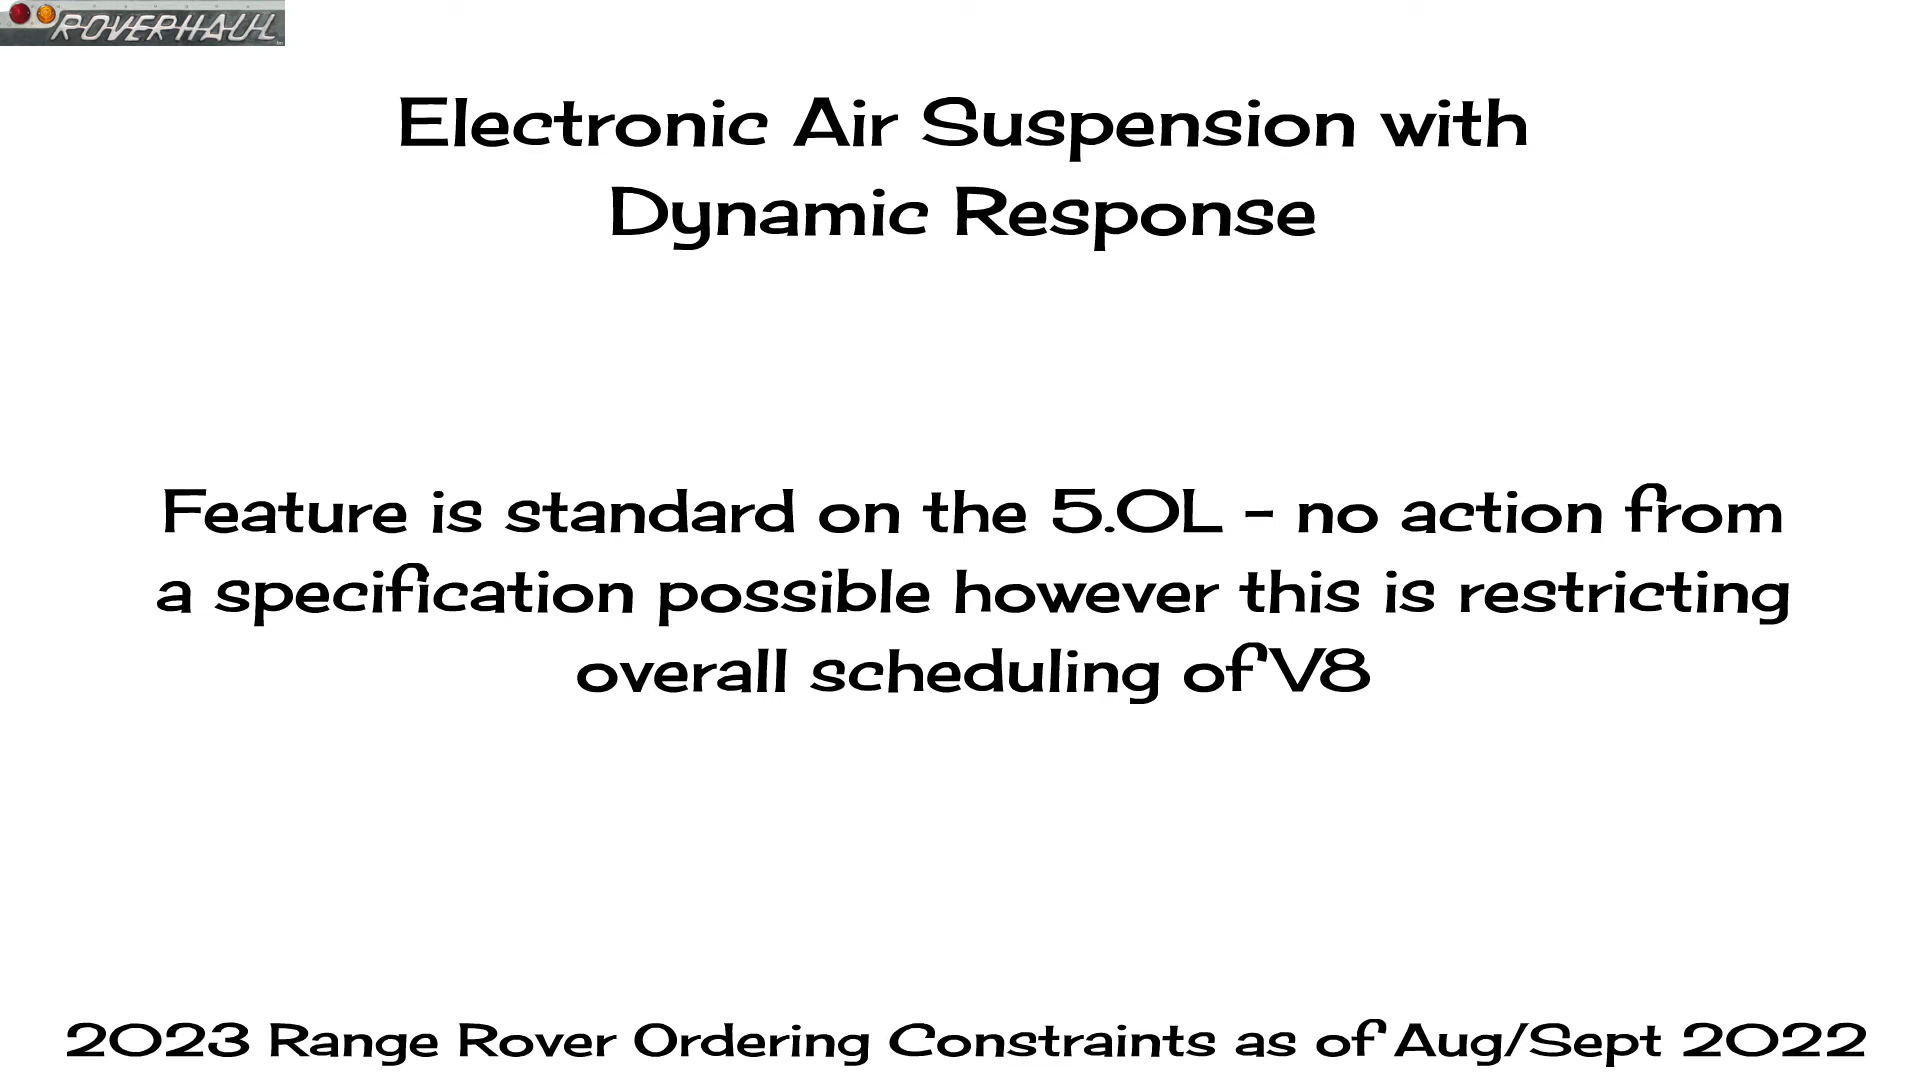 ROVERHAUL
Electronic Air Suspension with
Dynamic Response
Feature is standard on the 5.0L - no action from
a specification possible however this is restricting
overall scheduling of V8
2023 Range Rover Ordering Constraints as of Aug/Sept 2022